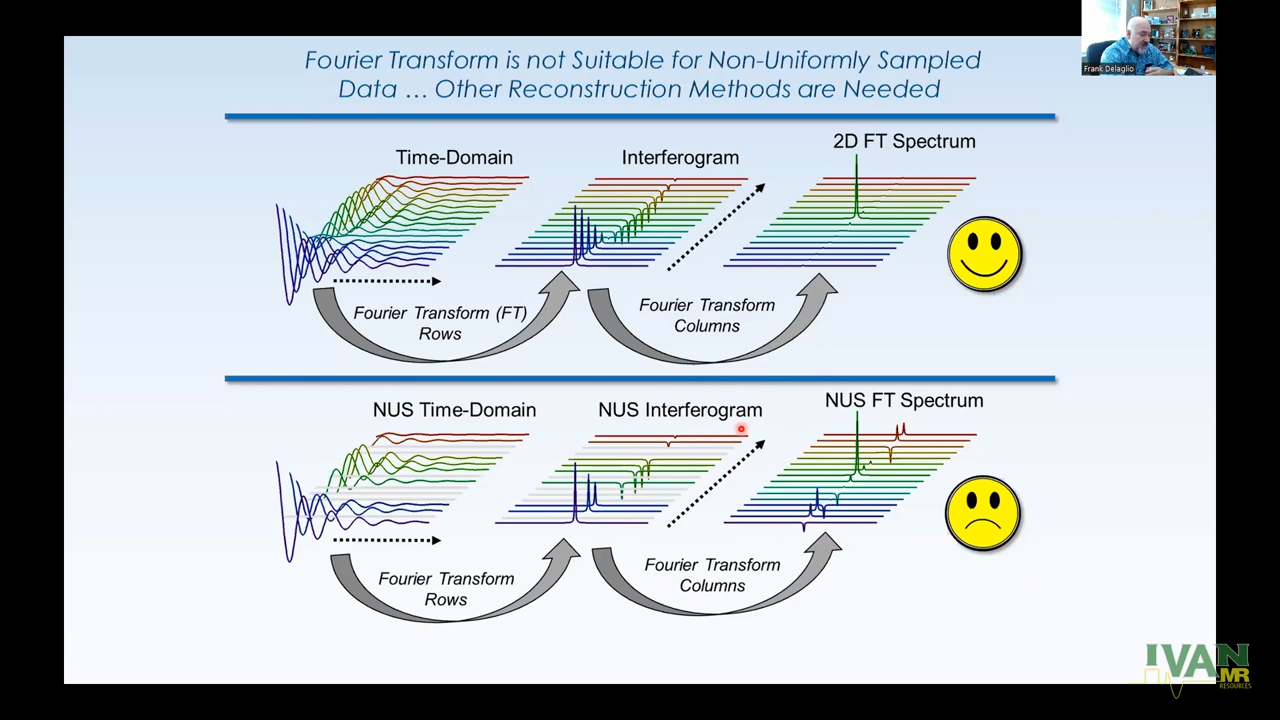 Fourier Transform is not Suitable for Non-Uniformly Sampled
Data … Other Reconstruction Methods are Needed
Frank Delaglio
Time-Domain
Interferogram
2D FT Spectrum
Fourier Transform (FT)
Rows
Fourier Transform
Columns
NUS Time-Domain
NUS Interferogram
NUS FT Spectrum
Fourier Transform
Rows
Fourier Transform
Columns
IVAN
MR
RESOURCES